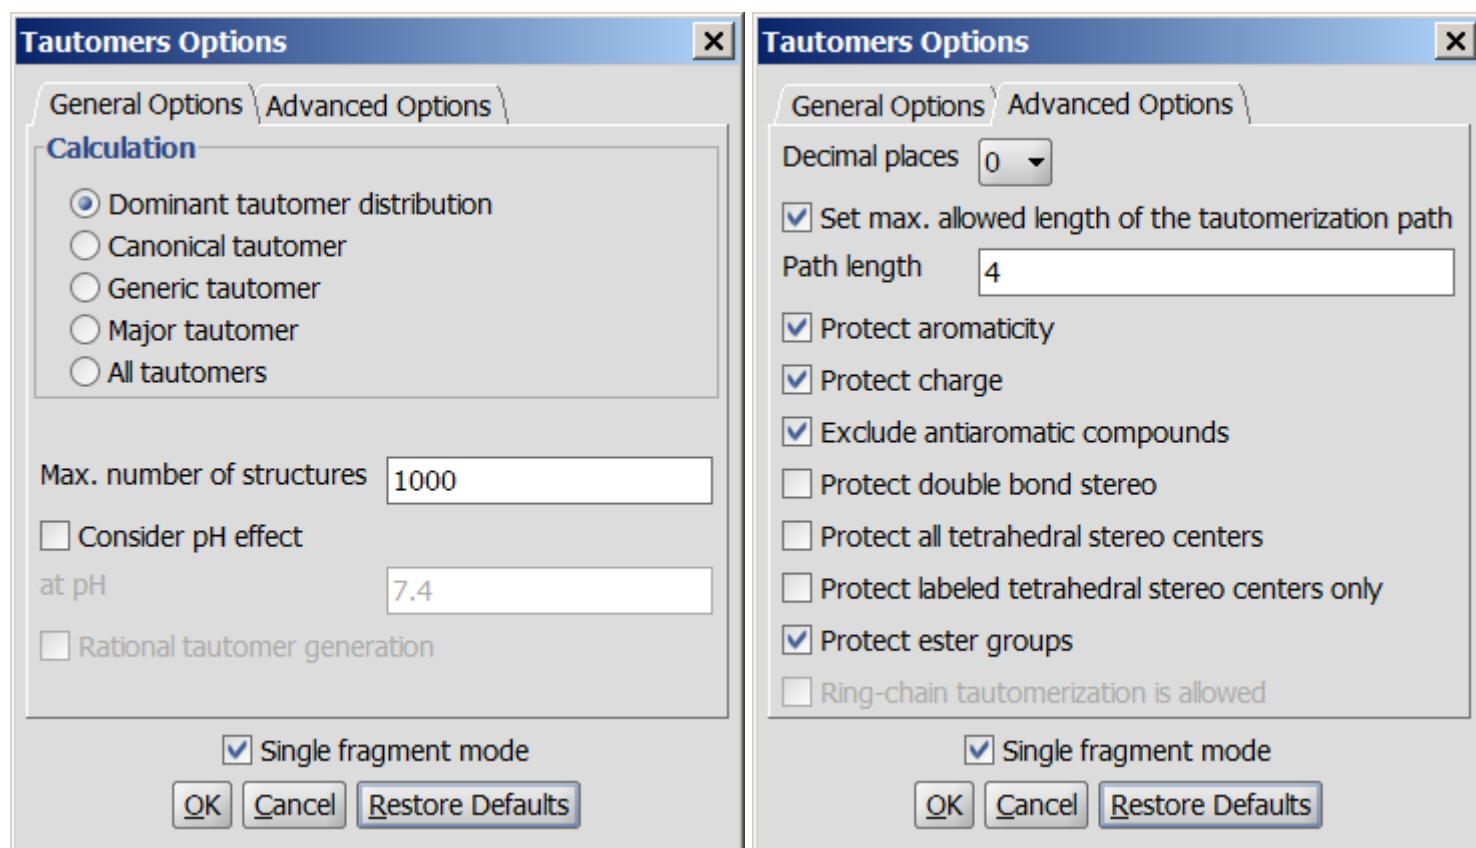 Tautomers Options
General Options
Advanced Options
Calculation
Dominant tautomer distribution
Canonical tautomer
Generic tautomer
Major tautomer
All tautomers
Max. number of structures 1000
Consider pH effect
at pH 7.4
Rational tautomer generation
Single fragment mode
OK Cancel Restore Defaults
Tautomers Options
General Options
Advanced Options
Decimal places 0
Set max. allowed length of the tautomerization path
Path length 4
Protect aromaticity
Protect charge
Exclude antiaromatic compounds
Protect double bond stereo
Protect all tetrahedral stereo centers
Protect labeled tetrahedral stereo centers only
Protect ester groups
Ring-chain tautomerization is allowed
Single fragment mode
OK Cancel Restore Defaults